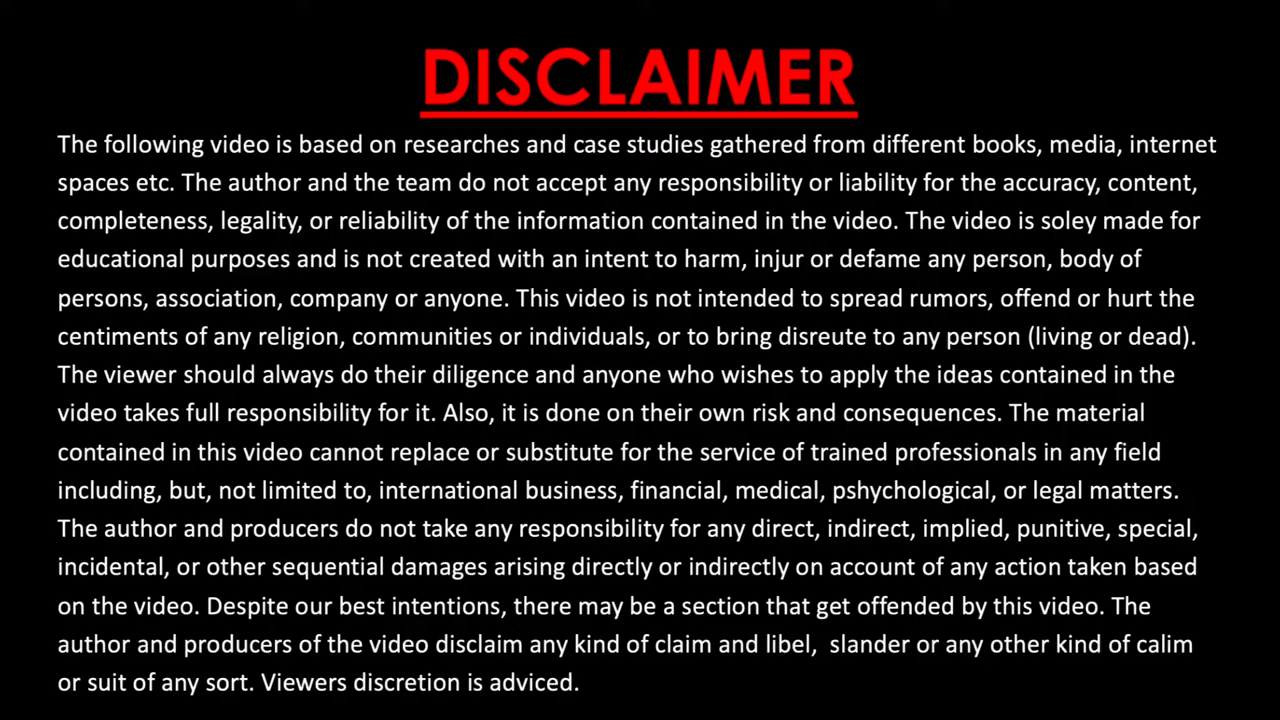 DISCLAIMER
The following video is based on researches and case studies gathered from different books, media, internet
spaces etc. The author and the team do not accept any responsibility or liability for the accuracy, content,
completeness, legality, or reliability of the information contained in the video. The video is soley made for
educational purposes and is not created with an intent to harm, injur or defame any person, body of
persons, association, company or anyone. This video is not intended to spread rumors, offend or hurt the
centiments of any religion, communities or individuals, or to bring disreute to any person (living or dead).
The viewer should always do their diligence and anyone who wishes to apply the ideas contained in the
video takes full responsibility for it. Also, it is done on their own risk and consequences. The material
contained in this video cannot replace or substitute for the service of trained professionals in any field
including, but, not limited to, international business, financial, medical, pshychological, or legal matters.
The author and producers do not take any responsibility for any direct, indirect, implied, punitive, special,
incidental, or other sequential damages arising directly or indirectly on account of any action taken based
on the video. Despite our best intentions, there may be a section that get offended by this video. The
author and producers of the video disclaim any kind of claim and libel, slander or any other kind of calim
or suit of any sort. Viewers discretion is adviced.